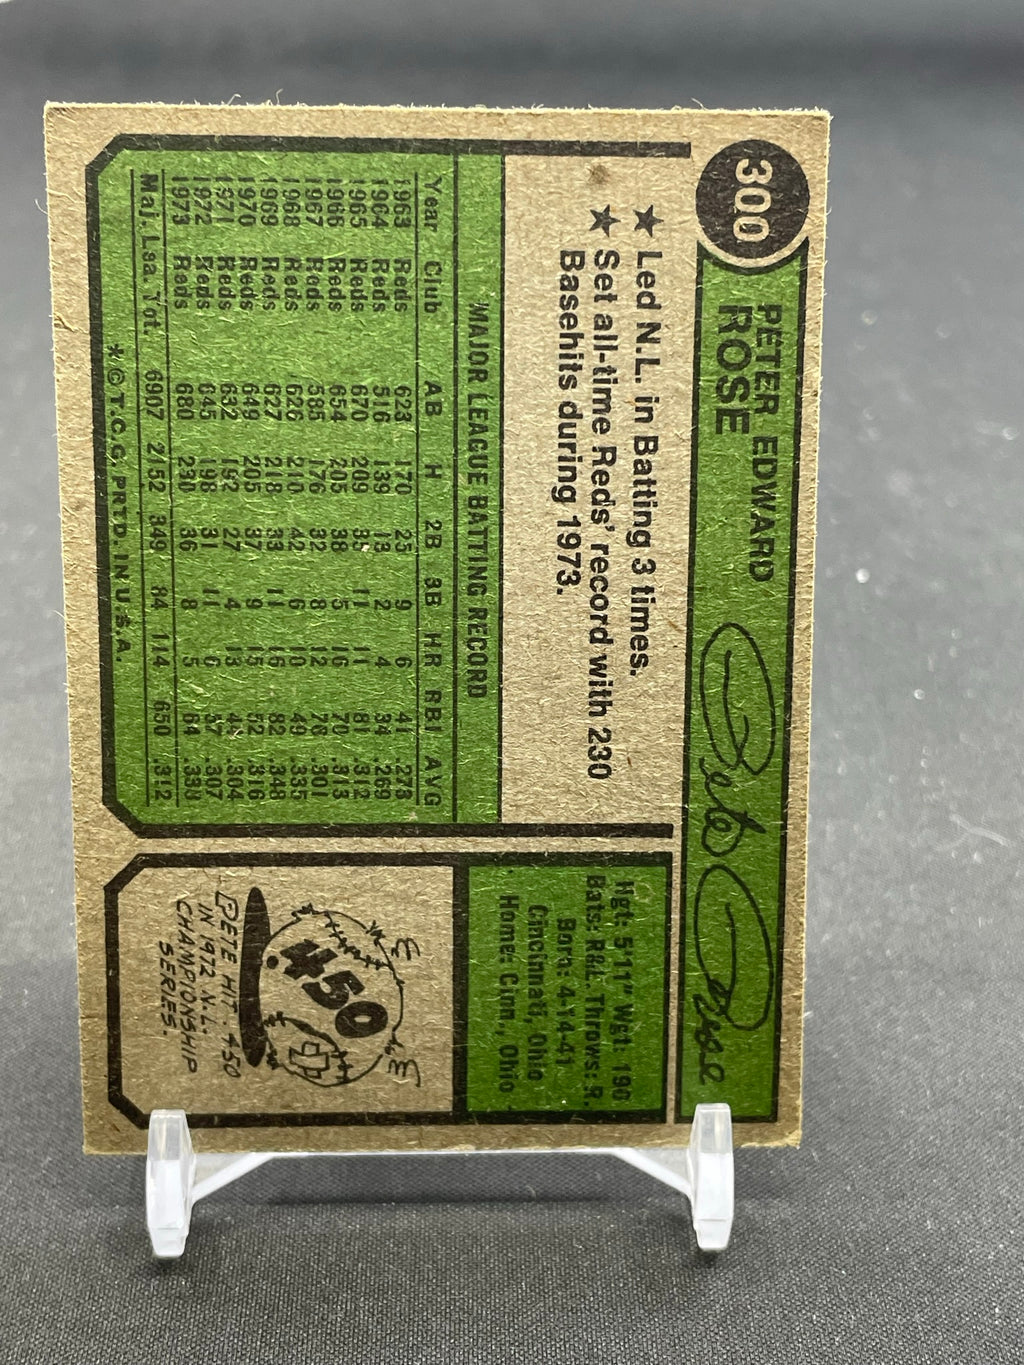 300
PETER EDWARD
ROSE
Pete Rose
★ Led N.L. in Batting 3 times.
★ Set all-time Reds' record with 230
Basehits during 1973.
MAJOR LEAGUE BATTING RECORD
Year Club AB H 2B 3B HR RBI AVG
1963 Reds 623 170 25 9 6 41 .273
1964 Reds 516 139 13 2 4 34 .269
1965 Reds 670 209 35 11 11 81 .312
1966 Reds 654 205 38 5 16 70 .313
1967 Reds 585 176 32 8 12 76 .301
1968 Reds 626 210 42 6 10 49 .335
1969 Reds 627 218 33 11 16 82 .348
1970 Reds 649 205 37 9 15 52 .316
1971 Reds 632 192 27 4 13 44 .304
1972 Reds 645 198 31 11 6 57 .307
1973 Reds 680 230 36 8 5 64 .338
Maj. Lea. Tot. 6907 2152 349 84 114 650 .312
*© T.C.G. PRTD. IN U.S.A.
Hgt: 5'11" Wgt: 190
Bats: R&L Throws: R.
Born: 4-14-41
Cincinnati, Ohio
Home: Cinn., Ohio
.450
PETE HIT .450
IN 1972 N.L.
CHAMPIONSHIP
SERIES.